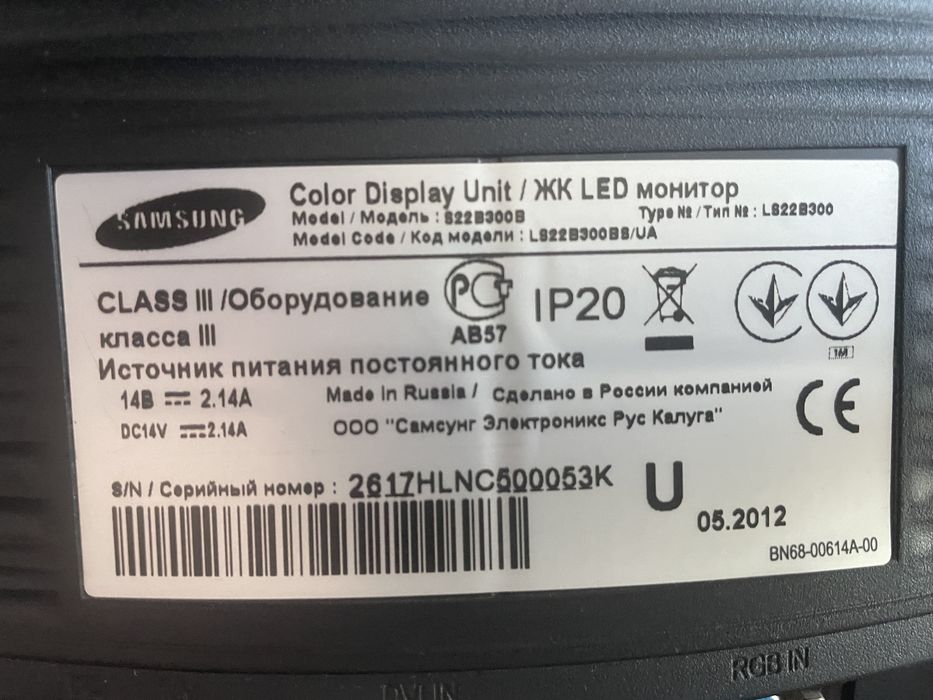 SAMSUNG
Color Display Unit / ЖК LED монитор
Model / Модель : S22B300B
Type № / Тип № : LS22B300
Model Code / Код модели : LS22B300BS/UA
CLASS III /Оборудование
класса III
АВ57
IP20
Источник питания постоянного тока
14В 2.14А
DC14V 2.14A
Made in Russia / Сделано в России компанией
ООО "Самсунг Электроникс Рус Калуга"
CE
S/N / Серийный номер : 2617HLNC500053K
U
05.2012
BN68-00614A-00
DVI IN
RGB IN